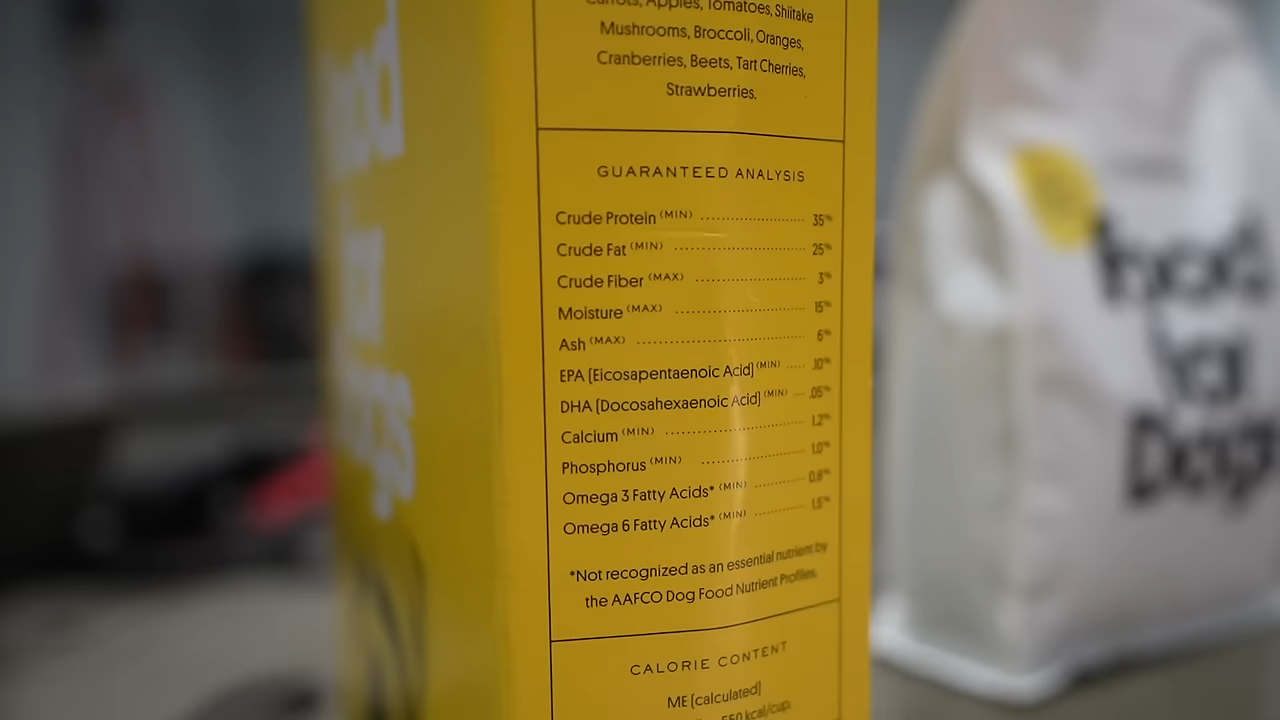 Carrots, Apples, Tomatoes, Shiitake
Mushrooms, Broccoli, Oranges,
Cranberries, Beets, Tart Cherries,
Strawberries.
GUARANTEED ANALYSIS
Crude Protein (MIN) 35%
Crude Fat (MIN) 25%
Crude Fiber (MAX) 3%
Moisture (MAX) 15%
Ash (MAX) 6%
EPA [Eicosapentaenoic Acid] (MIN) .10%
DHA [Docosahexaenoic Acid] (MIN) .05%
Calcium (MIN) 1.2%
Phosphorus (MIN) 1.0%
Omega 3 Fatty Acids* (MIN) 0.8%
Omega 6 Fatty Acids* (MIN) 1.5%
*Not recognized as an essential nutrient by
the AAFCO Dog Food Nutrient Profiles.
CALORIE CONTENT
ME [calculated]
550 kcal/cup.
food
for
Dogs